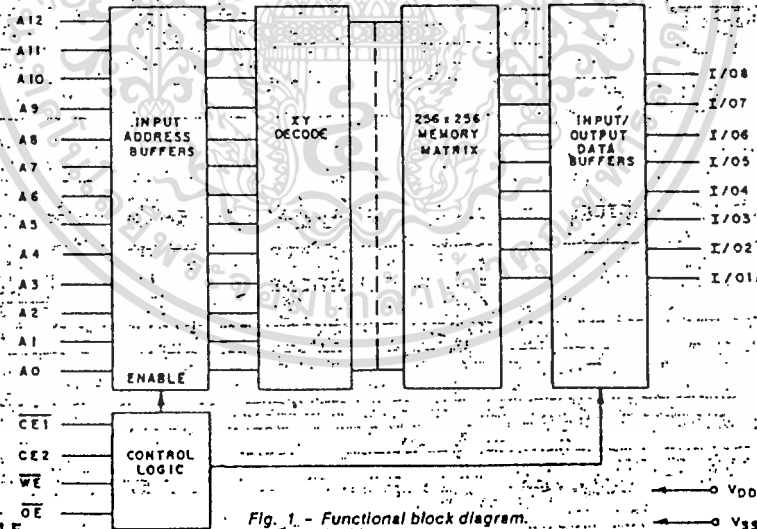 A12
A11
A10
A9
A8
A7
A6
A5
A4
A3
A2
A1
A0
INPUT
ADDRESS
BUFFERS
ENABLE
XY
DECODE
256 x 256
MEMORY
MATRIX
INPUT/
OUTPUT
DATA
BUFFERS
I/O8
I/O7
I/O6
I/O5
I/O4
I/O3
I/O2
I/O1
CE1
CE2
WE
OE
CONTROL
LOGIC
VDD
VSS
Fig. 1 - Functional block diagram.